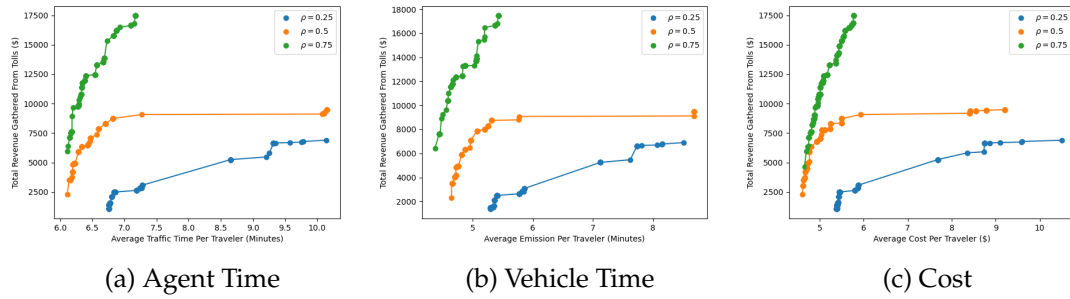 17500
15000
12500
10000
7500
5000
2500
Total Revenue Gathered From Tolls ($)
ρ = 0.25
ρ = 0.5
ρ = 0.75
6.0 6.5 7.0 7.5 8.0 8.5 9.0 9.5 10.0
Average Traffic Time Per Traveler (Minutes)
(a) Agent Time
18000
16000
14000
12000
10000
8000
6000
4000
2000
Total Revenue Gathered From Tolls ($)
ρ = 0.25
ρ = 0.5
ρ = 0.75
5 6 7 8
Average Emission Per Traveler (Minutes)
(b) Vehicle Time
17500
15000
12500
10000
7500
5000
2500
Total Revenue Gathered From Tolls ($)
ρ = 0.25
ρ = 0.5
ρ = 0.75
5 6 7 8 9 10
Average Cost Per Traveler ($)
(c) Cost